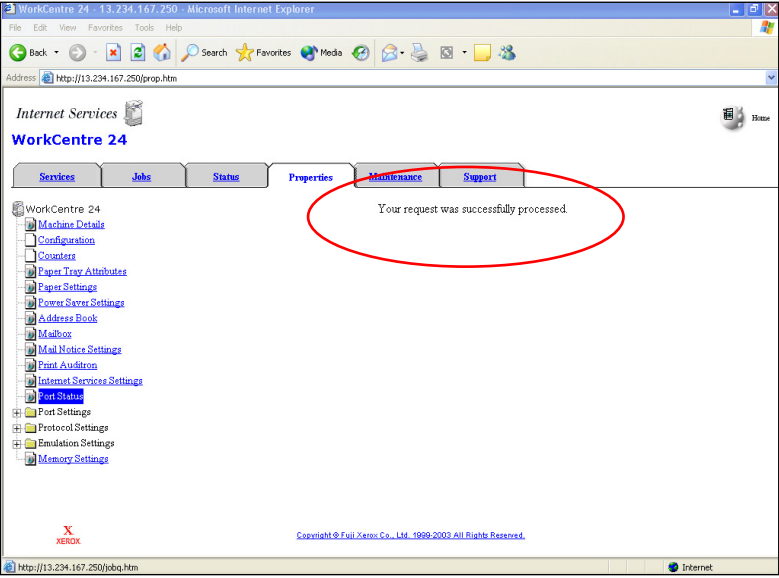 WorkCentre 24 - 13.234.167.250 - Microsoft Internet Explorer
File Edit View Favorites Tools Help
Back Search Favorites Media
Address http://13.234.167.250/prop.htm
Internet Services
Home
WorkCentre 24
Services Jobs Status Properties Maintenance Support
Your request was successfully processed.
WorkCentre 24
Machine Details
Configuration
Counters
Paper Tray Attributes
Paper Settings
Power Saver Settings
Address Book
Mailbox
Mail Notice Settings
Print Auditron
Internet Services Settings
Port Status
Port Settings
Protocol Settings
Emulation Settings
Memory Settings
X
XEROX.
Copyright © Fuji Xerox Co., Ltd. 1999-2003 All Rights Reserved.
http://13.234.167.250/jobq.htm Internet